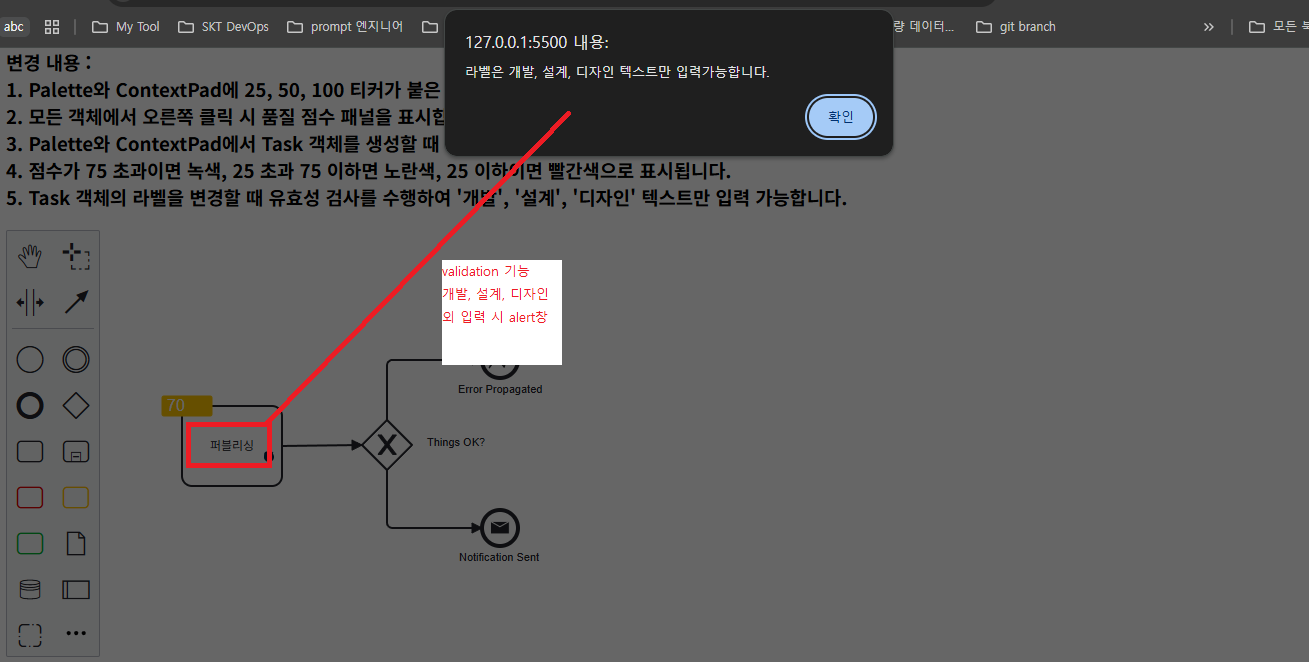 abc
My Tool
SKT DevOps
prompt 엔지니어
량 데이터...
git branch
»
모든 북
127.0.0.1:5500 내용:
라벨은 개발, 설계, 디자인 텍스트만 입력가능합니다.
확인
변경 내용 :
1. Palette와 ContextPad에 25, 50, 100 티커가 붙은
2. 모든 객체에서 오른쪽 클릭 시 품질 점수 패널을 표시합
3. Palette와 ContextPad에서 Task 객체를 생성할 때
4. 점수가 75 초과이면 녹색, 25 초과 75 이하면 노란색, 25 이하이면 빨간색으로 표시됩니다.
5. Task 객체의 라벨을 변경할 때 유효성 검사를 수행하여 '개발', '설계', '디자인' 텍스트만 입력 가능합니다.
validation 기능
개발, 설계, 디자인
외 입력 시 alert창
Error Propagated
70
퍼블리싱
Things OK?
Notification Sent